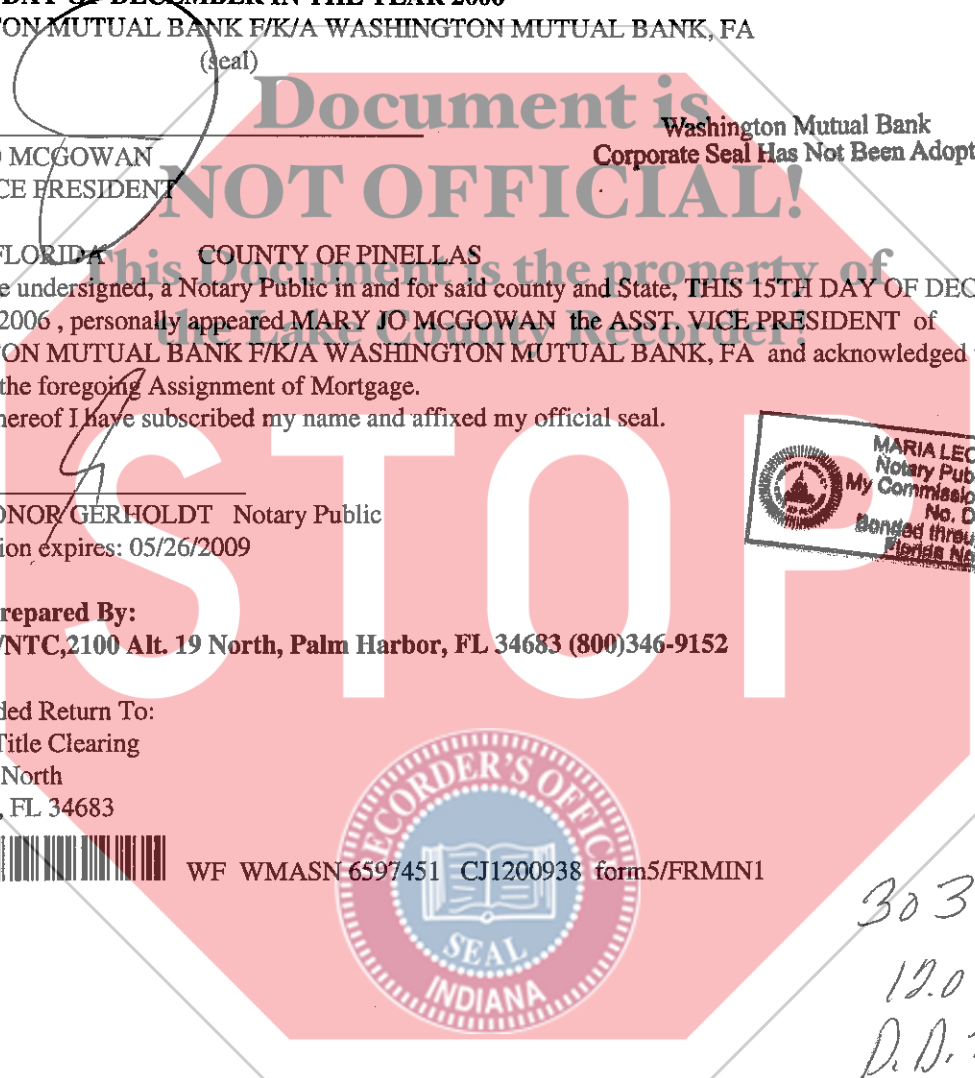 DAY OF DECEMBER IN THE YEAR 2006
TON MUTUAL BANK F/K/A WASHINGTON MUTUAL BANK, FA
(seal)
Document is
Washington Mutual Bank
Corporate Seal Has Not Been Adopt
MCGOWAN
CE PRESIDENT
NOT OFFICIAL!
FLORIDA COUNTY OF PINELLAS
This Document is the property of
e undersigned, a Notary Public in and for said county and State, THIS 15TH DAY OF DEC
2006 , personally appeared MARY JO MCGOWAN the ASST. VICE PRESIDENT of
the Lake County Recorder!
ON MUTUAL BANK F/K/A WASHINGTON MUTUAL BANK, FA and acknowledged
the foregoing Assignment of Mortgage.
hereof I have subscribed my name and affixed my official seal.
STOP
MARIA LEO
Notary Pub
My Commissio
No. D
Bonded throu
Florida No
ONOR GERHOLDT Notary Public
ion expires: 05/26/2009
repared By:
/NTC,2100 Alt. 19 North, Palm Harbor, FL 34683 (800)346-9152
ded Return To:
Title Clearing
North
, FL 34683
WF WMASN 6597451 CJ1200938 form5/FRMIN1
RECORDER'S OFFICE
SEAL
INDIANA
303
12.0
D.D.